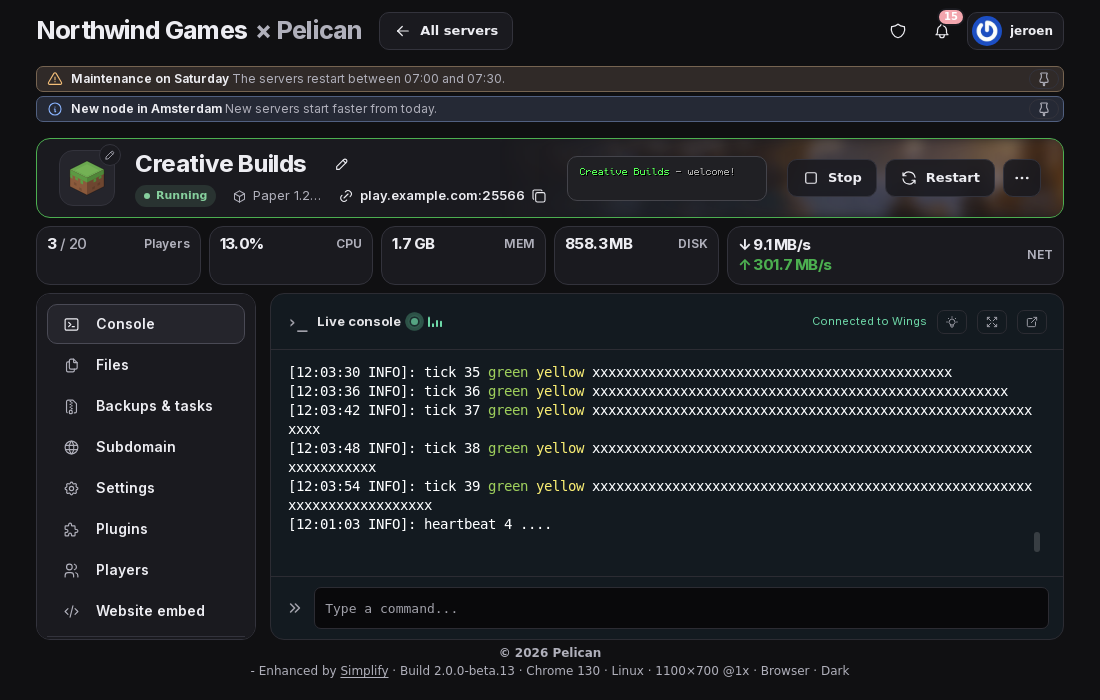 Northwind Games × Pelican
All servers
15
jeroen
Maintenance on Saturday The servers restart between 07:00 and 07:30.
New node in Amsterdam New servers start faster from today.
Creative Builds
Running
Paper 1.2...
play.example.com:25566
Creative Builds – welcome!
Stop
Restart
3 / 20 Players
13.0% CPU
1.7 GB MEM
858.3 MB DISK
↓ 9.1 MB/s
↑ 301.7 MB/s
NET
Console
Files
Backups & tasks
Subdomain
Settings
Plugins
Players
Website embed
Live console
Connected to Wings
[12:03:30 INFO]: tick 35 green yellow xxxxxxxxxxxxxxxxxxxxxxxxxxxxxxxxxxxxxxxxxxxxx
[12:03:36 INFO]: tick 36 green yellow xxxxxxxxxxxxxxxxxxxxxxxxxxxxxxxxxxxxxxxxxxxxxxxxxxxx
[12:03:42 INFO]: tick 37 green yellow xxxxxxxxxxxxxxxxxxxxxxxxxxxxxxxxxxxxxxxxxxxxxxxxxxxxxxx
xxxx
[12:03:48 INFO]: tick 38 green yellow xxxxxxxxxxxxxxxxxxxxxxxxxxxxxxxxxxxxxxxxxxxxxxxxxxxxxxx
xxxxxxxxxxx
[12:03:54 INFO]: tick 39 green yellow xxxxxxxxxxxxxxxxxxxxxxxxxxxxxxxxxxxxxxxxxxxxxxxxxxxxxxx
xxxxxxxxxxxxxxxxxx
[12:01:03 INFO]: heartbeat 4 ....
Type a command...
© 2026 Pelican
- Enhanced by Simplify · Build 2.0.0-beta.13 · Chrome 130 · Linux · 1100×700 @1x · Browser · Dark